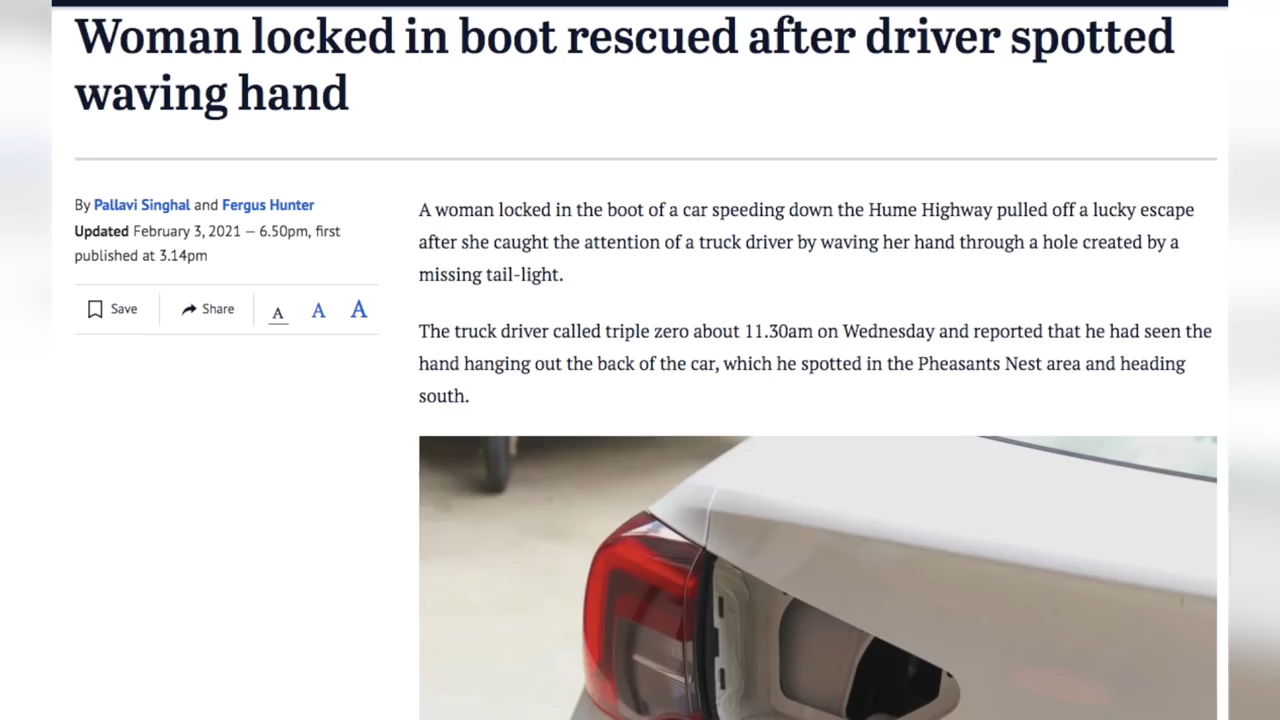 Woman locked in boot rescued after driver spotted
waving hand
By Pallavi Singhal and Fergus Hunter
Updated February 3, 2021 — 6.50pm, first
published at 3.14pm
Save
Share
A A A
A woman locked in the boot of a car speeding down the Hume Highway pulled off a lucky escape
after she caught the attention of a truck driver by waving her hand through a hole created by a
missing tail-light.
The truck driver called triple zero about 11.30am on Wednesday and reported that he had seen the
hand hanging out the back of the car, which he spotted in the Pheasants Nest area and heading
south.